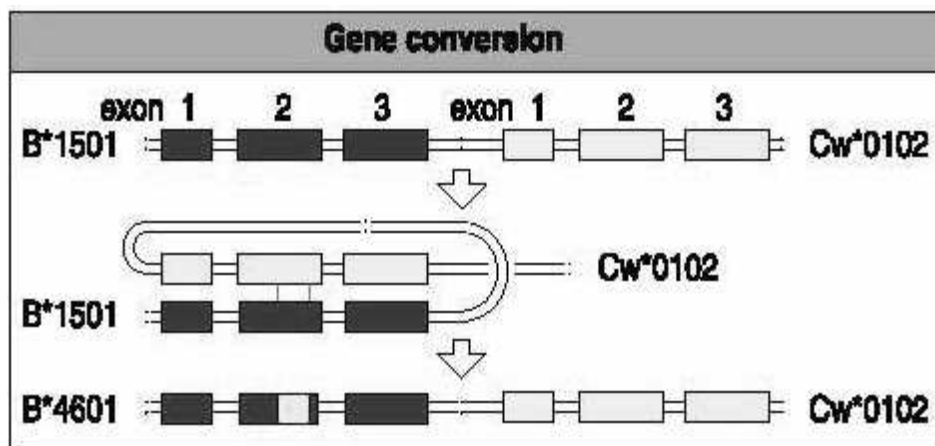 Gene conversion
exon 1 2 3 exon 1 2 3
B*1501 Cw*0102
Cw*0102
B*1501
B*4601 Cw*0102